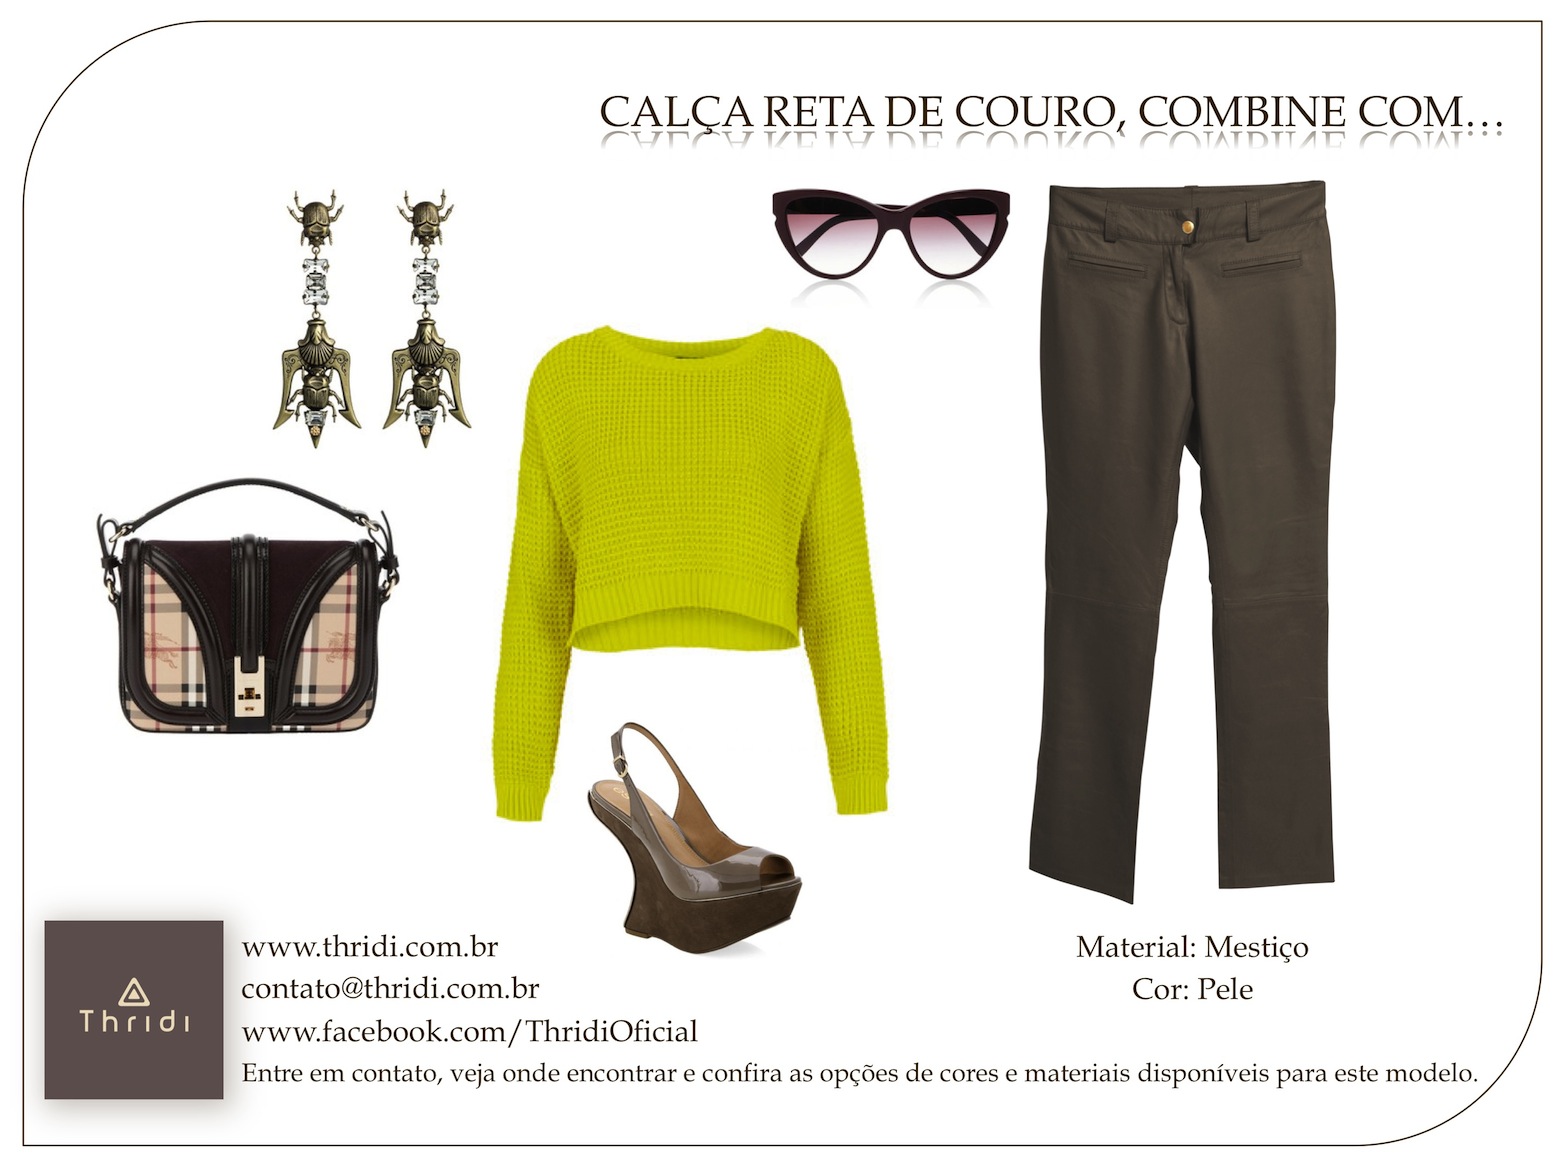 CALÇA RETA DE COURO, COMBINE COM...
Thridi
www.thridi.com.br
contato@thridi.com.br
www.facebook.com/ThridiOficial
Entre em contato, veja onde encontrar e confira as opções de cores e materiais disponíveis para este modelo.
Material: Mestiço
Cor: Pele